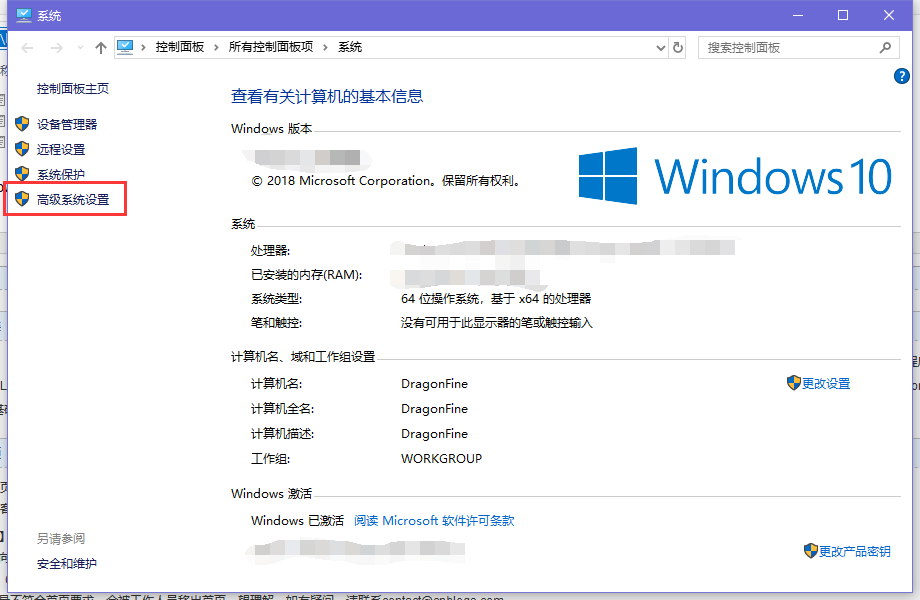 系统
控制面板 › 所有控制面板项 › 系统
搜索控制面板
控制面板主页
设备管理器
远程设置
系统保护
高级系统设置
查看有关计算机的基本信息
Windows 版本
© 2018 Microsoft Corporation。保留所有权利。
Windows 10
系统
处理器:
已安装的内存(RAM):
系统类型: 64 位操作系统, 基于 x64 的处理器
笔和触控: 没有可用于此显示器的笔或触控输入
计算机名、域和工作组设置
计算机名: DragonFine
更改设置
计算机全名: DragonFine
计算机描述: DragonFine
工作组: WORKGROUP
Windows 激活
Windows 已激活 阅读 Microsoft 软件许可条款
更改产品密钥
另请参阅
安全和维护